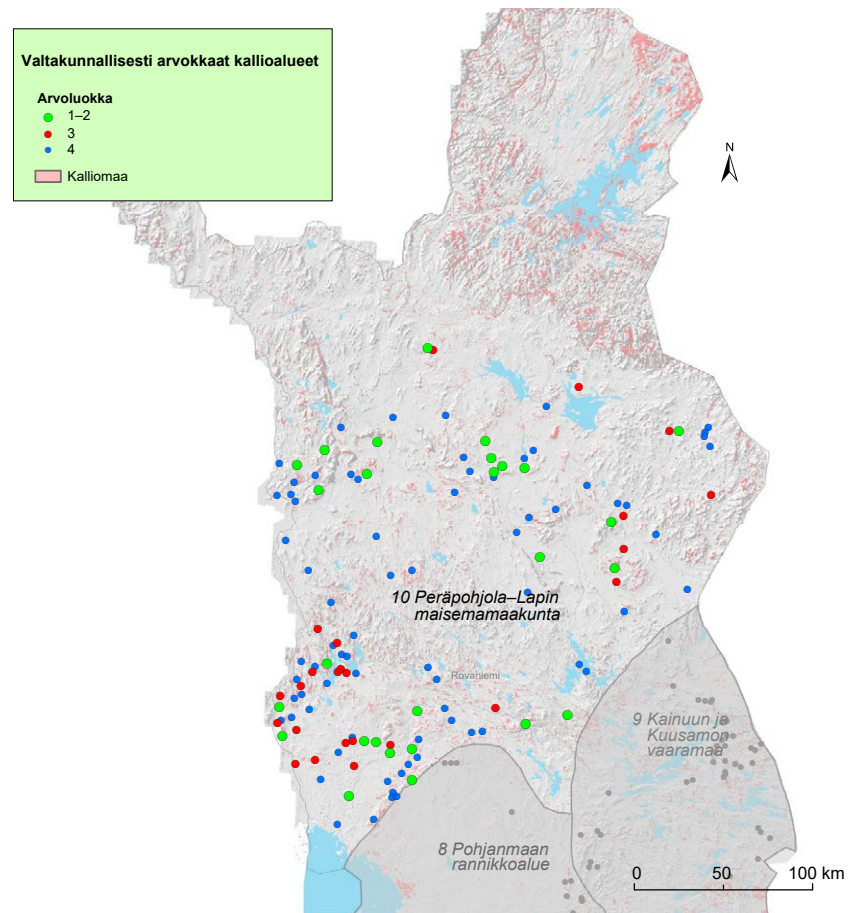 Valtakunnallisesti arvokkaat kallioalueet
Arvoluokka
1–2
3
4
Kalliomaa
N
10 Peräpohjola–Lapin
maisemamaakunta
Rovaniemi
9 Kainuun ja
Kuusamon
vaaramaa
8 Pohjanmaan
rannikkoalue
0 50 100 km